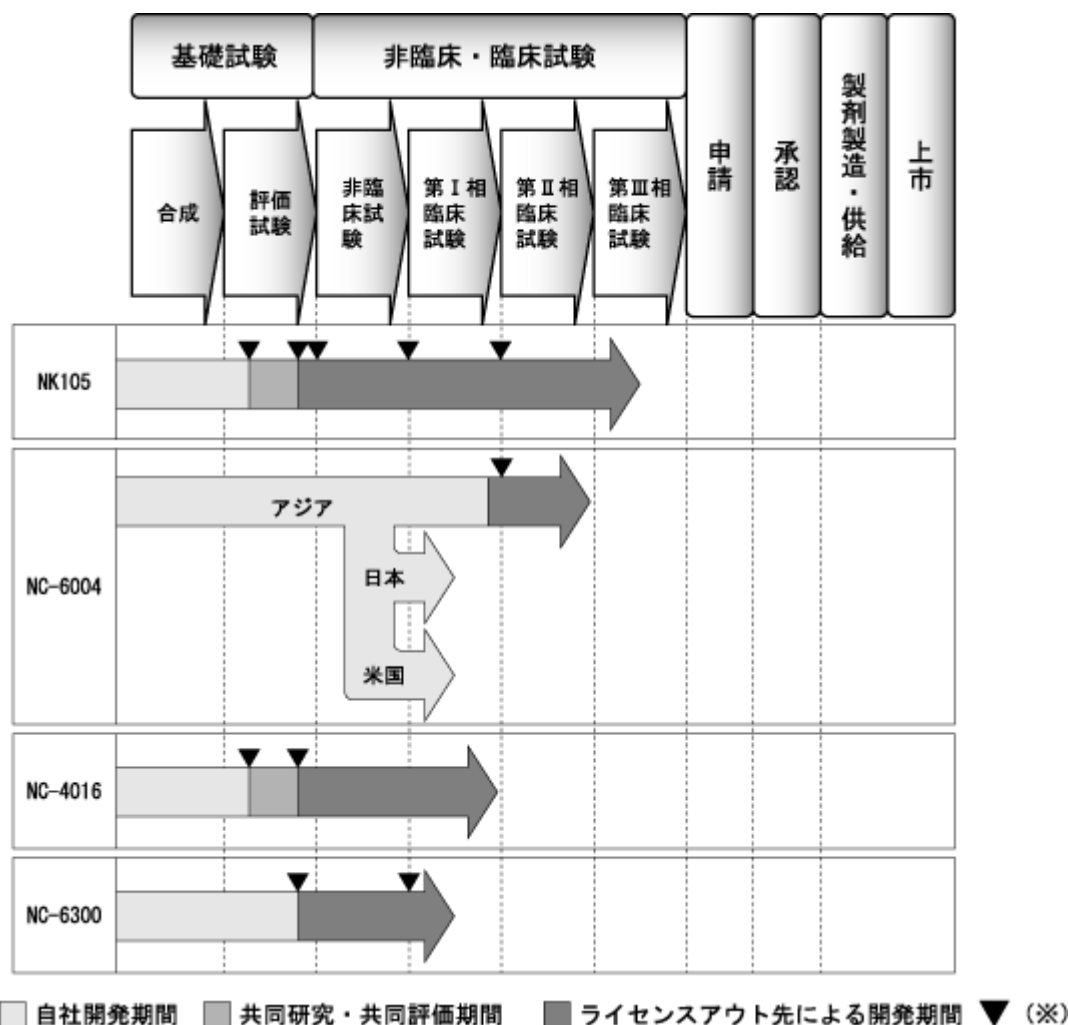 基礎試験
非臨床・臨床試験
合成
評価
試験
非臨
床試
験
第Ⅰ相
臨床
試験
第Ⅱ相
臨床
試験
第Ⅲ相
臨床
試験
申請
承認
製剤製造・供給
上市
NK105
NC-6004
アジア
日本
米国
NC-4016
NC-6300
自社開発期間 共同研究・共同評価期間 ライセンスアウト先による開発期間 ▼(※)